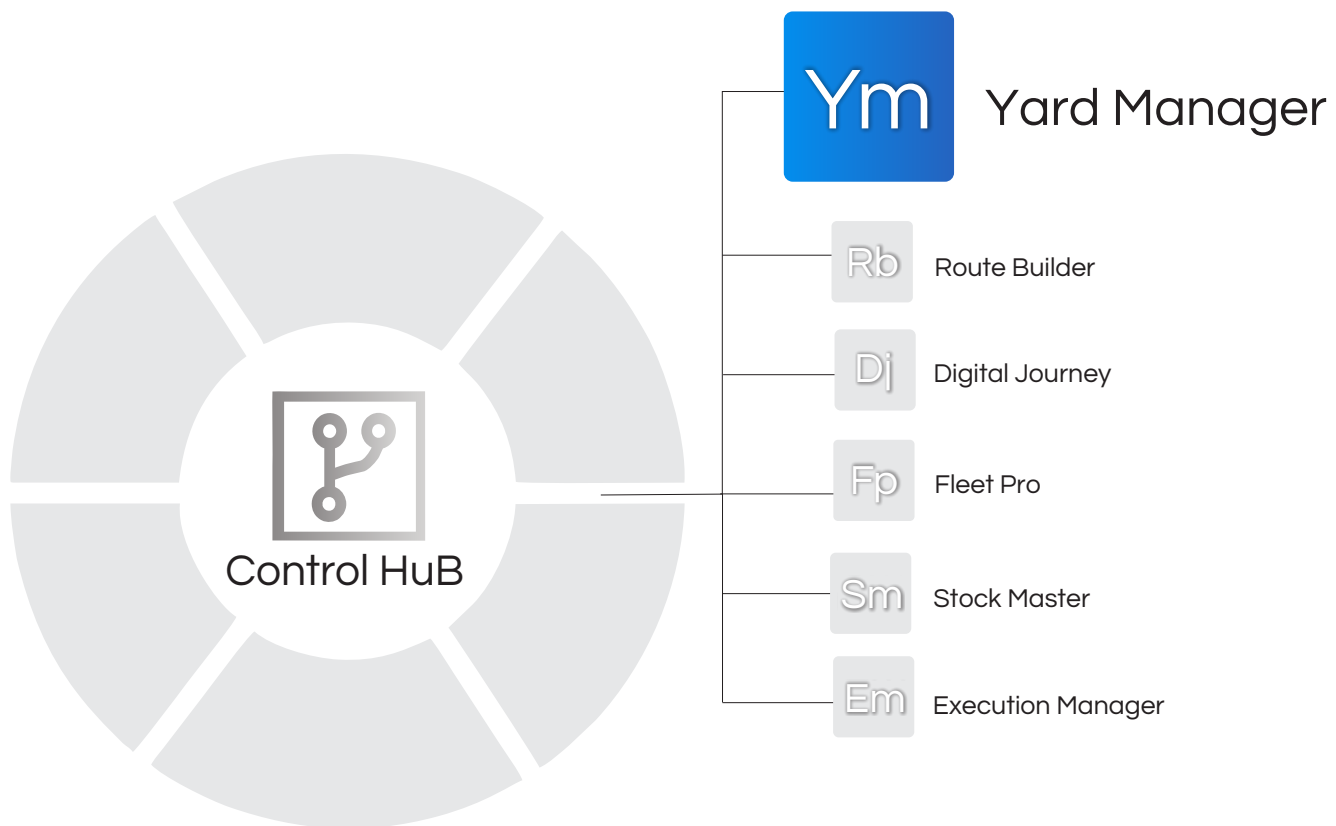 Ym
Yard Manager
Rb
Route Builder
Dj
Digital Journey
Fp
Fleet Pro
Control HuB
Sm
Stock Master
Em
Execution Manager